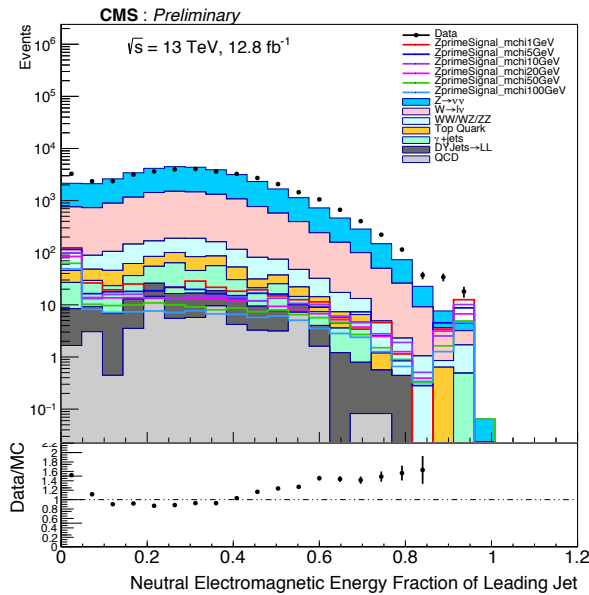 CMS : Preliminary
√s = 13 TeV, 12.8 fb⁻¹
Events
10⁶
10⁵
10⁴
10³
10²
10
1
10⁻¹
Data
ZprimeSignal_mchi1GeV
ZprimeSignal_mchi5GeV
ZprimeSignal_mchi10GeV
ZprimeSignal_mchi20GeV
ZprimeSignal_mchi50GeV
ZprimeSignal_mchi100GeV
Z→νν
W→lν
WW/WZ/ZZ
Top Quark
γ+jets
DYJets→LL
QCD
Data/MC
2.2
2
1.8
1.6
1.4
1.2
1
0.8
0.6
0.4
0.2
0
0 0.2 0.4 0.6 0.8 1 1.2
Neutral Electromagnetic Energy Fraction of Leading Jet